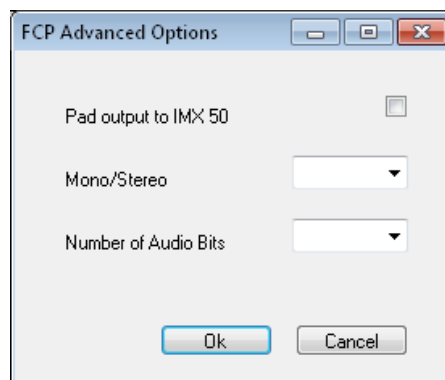 FCP Advanced Options
Pad output to IMX 50
Mono/Stereo
Number of Audio Bits
Ok Cancel